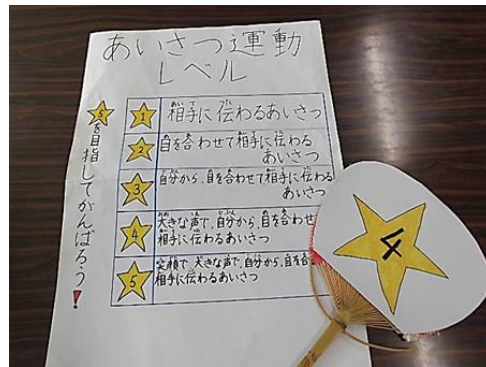 あいさつ運動
レベル
5を目指してがんばろう!
1 相手に伝わるあいさつ
2 目を合わせて相手に伝わる
あいさつ
3 自分から、目を合わせて相手に伝わる
あいさつ
4 大きな声で、自分から、目を合わせ
相手に伝わるあいさつ
5 笑顔で、大きな声で、自分から、目を合
相手に伝わるあいさつ
4